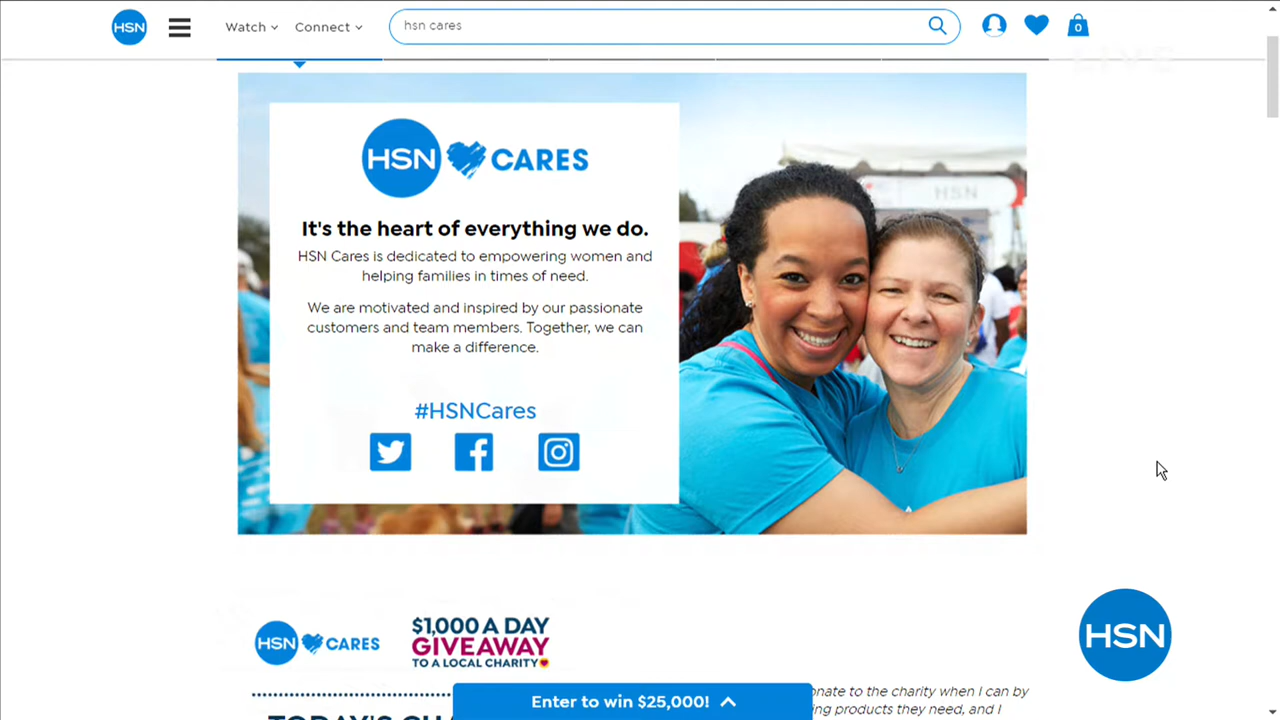 HSN
Watch
Connect
hsn cares
0
LIVE
HSN CARES
It's the heart of everything we do.
HSN Cares is dedicated to empowering women and
helping families in times of need.
We are motivated and inspired by our passionate
customers and team members. Together, we can
make a difference.
#HSNCares
HSN
HSN CARES
$1,000 A DAY
GIVEAWAY
TO A LOCAL CHARITY
HSN
Enter to win $25,000!
to the charity when I can by
products they need, and I
TODAY'S